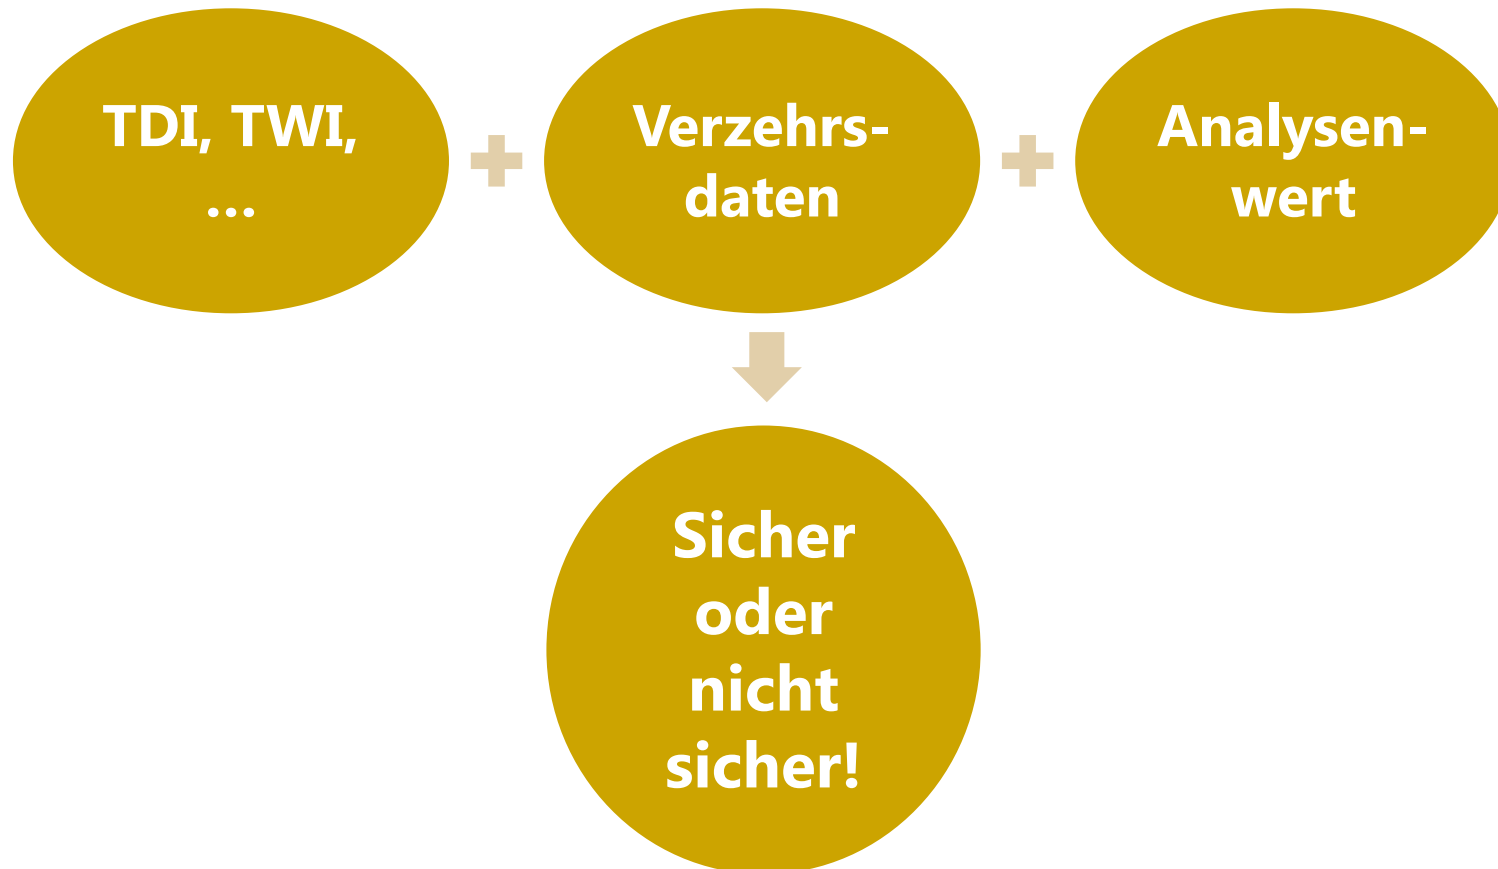 TDI, TWI,
...
Verzehrs-
daten
Analysen-
wert
Sicher
oder
nicht
sicher!